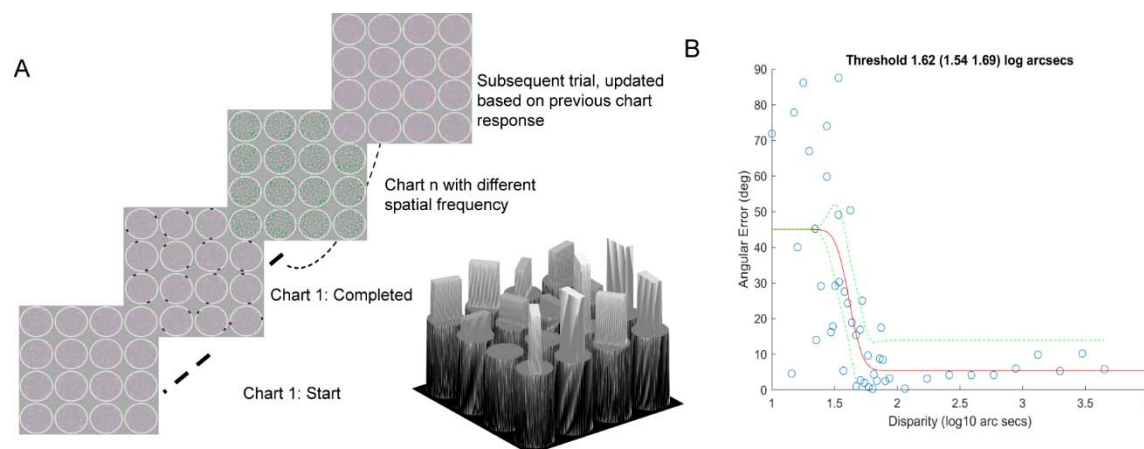 A
Subsequent trial, updated
based on previous chart
response
Chart n with different
spatial frequency
Chart 1: Completed
Chart 1: Start
B
Threshold 1.62 (1.54 1.69) log arcsecs
90
80
70
60
50
40
30
20
10
0
Angular Error (deg)
1
1.5
2
2.5
3
3.5
4
Disparity (log10 arc secs)